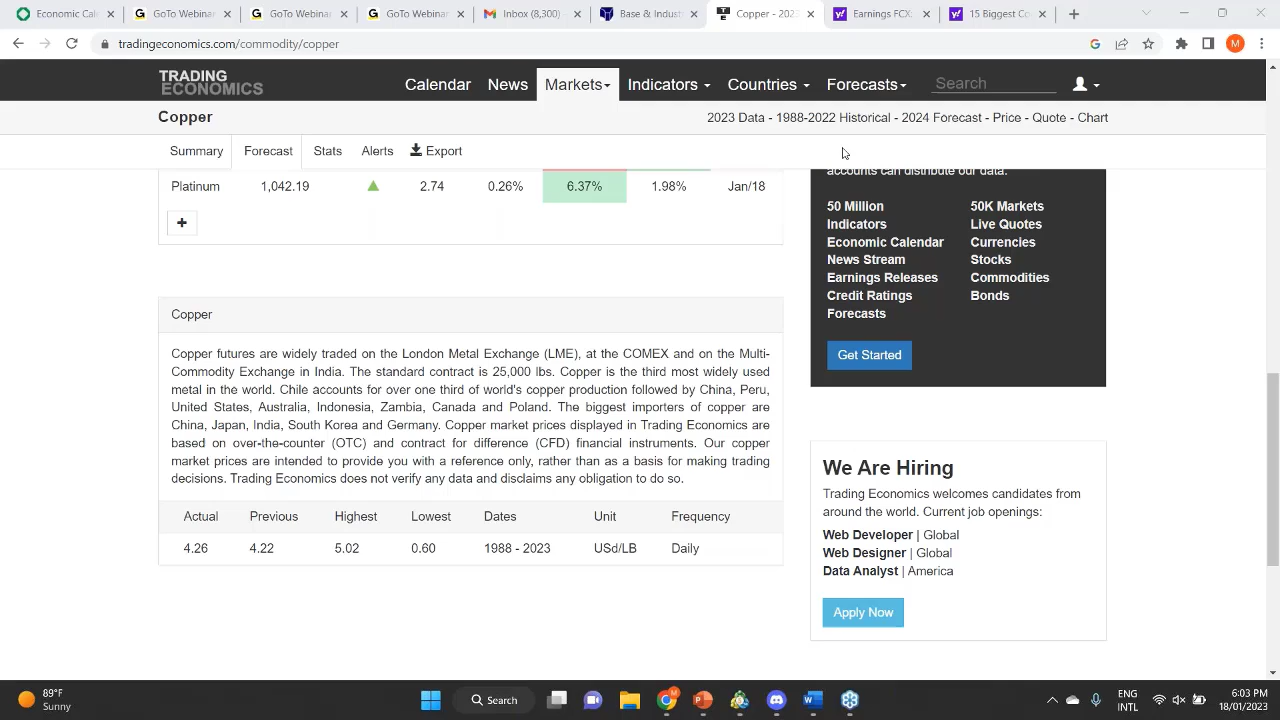 Economic Cal
GoTo Webinar
GoTo Webinar
GoTo Webinar
Inbox (8,300)
Base & Indust
Copper - 202
Earnings FCX
15 Biggest Co
tradingeconomics.com/commodity/copper
M
TRADING
ECONOMICS
Calendar
News
Markets
Indicators
Countries
Forecasts
Search
Copper
2023 Data - 1988-2022 Historical - 2024 Forecast - Price - Quote - Chart
Summary
Forecast
Stats
Alerts
Export
Platinum 1,042.19 2.74 0.26% 6.37% 1.98% Jan/18
+
accounts can distribute our data.
50 Million
Indicators
Economic Calendar
News Stream
Earnings Releases
Credit Ratings
Forecasts
50K Markets
Live Quotes
Currencies
Stocks
Commodities
Bonds
Get Started
Copper
Copper futures are widely traded on the London Metal Exchange (LME), at the COMEX and on the Multi-
Commodity Exchange in India. The standard contract is 25,000 lbs. Copper is the third most widely used
metal in the world. Chile accounts for over one third of world's copper production followed by China, Peru,
United States, Australia, Indonesia, Zambia, Canada and Poland. The biggest importers of copper are
China, Japan, India, South Korea and Germany. Copper market prices displayed in Trading Economics are
based on over-the-counter (OTC) and contract for difference (CFD) financial instruments. Our copper
market prices are intended to provide you with a reference only, rather than as a basis for making trading
decisions. Trading Economics does not verify any data and disclaims any obligation to do so.
Actual Previous Highest Lowest Dates Unit Frequency
4.26 4.22 5.02 0.60 1988 - 2023 USd/LB Daily
We Are Hiring
Trading Economics welcomes candidates from
around the world. Current job openings:
Web Developer | Global
Web Designer | Global
Data Analyst | America
Apply Now
89°F
Sunny
Search
ENG
INTL
6:03 PM
18/01/2023